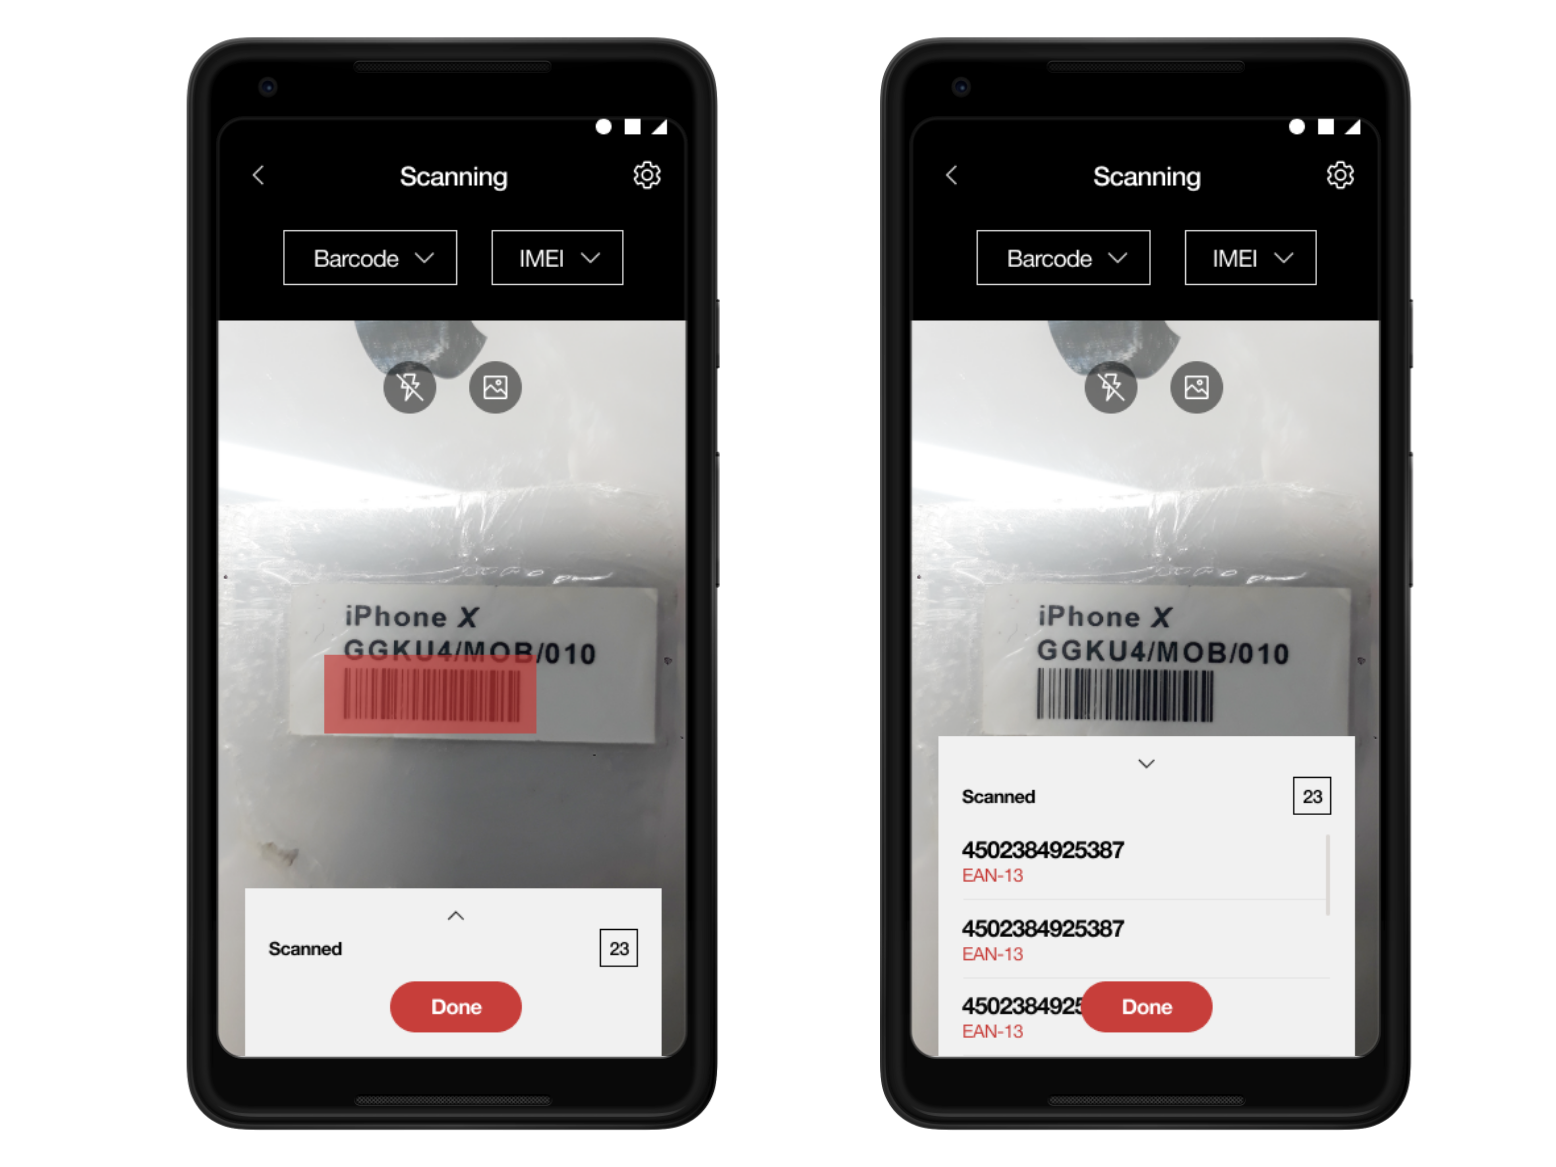 Scanning
Barcode
IMEI
iPhone X
GGKU4/MOB/010
Scanned
23
Done
Scanning
Barcode
IMEI
iPhone X
GGKU4/MOB/010
Scanned
23
4502384925387
EAN-13
4502384925387
EAN-13
4502384925
Done
EAN-13